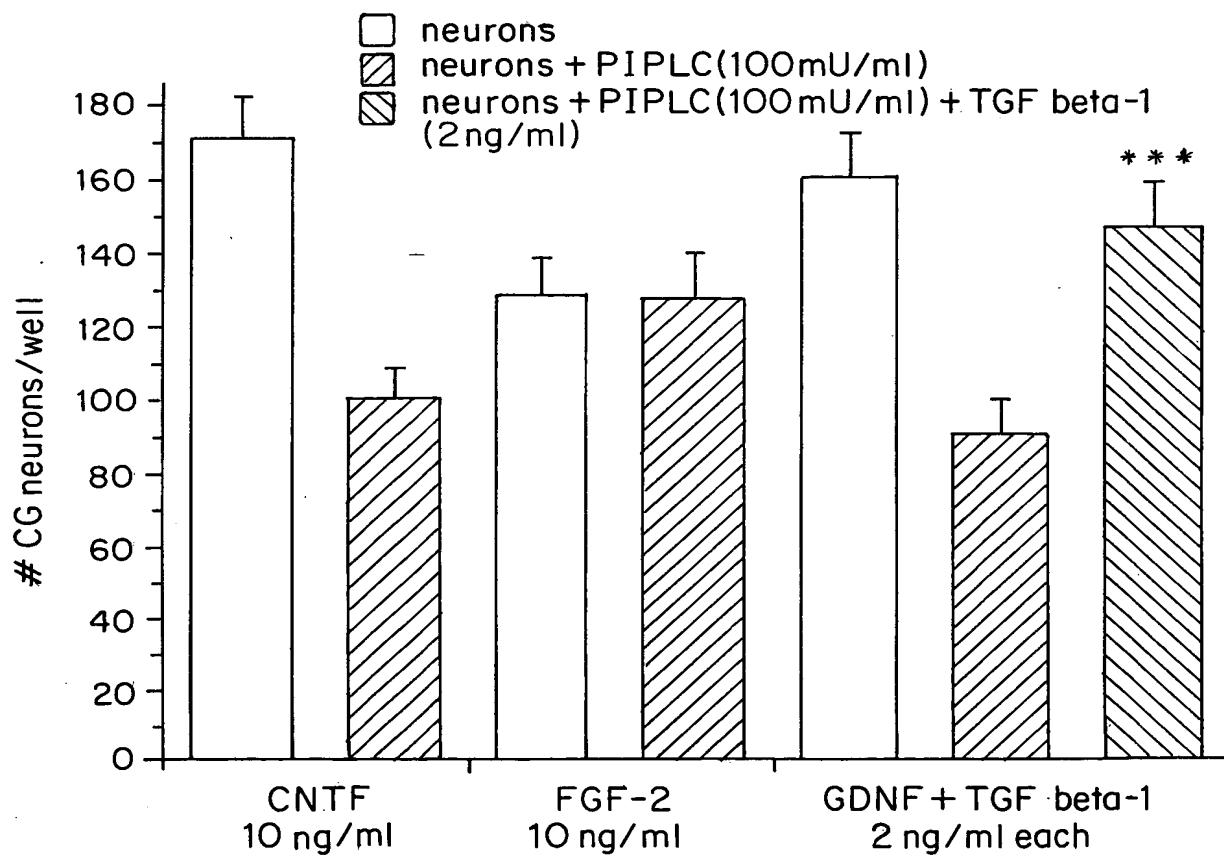 neurons
neurons + PIPLC(100mU/ml)
neurons + PIPLC(100mU/ml) + TGF beta-1
(2ng/ml)
180
160
140
120
100
80
60
40
20
0
# CG neurons/well
***
CNTF
10 ng/ml
FGF-2
10 ng/ml
GDNF + TGF beta-1
2 ng/ml each